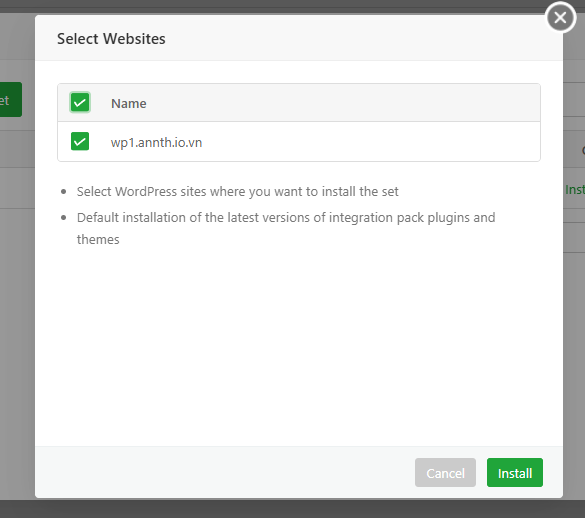 Select Websites
et
Name
wp1.annth.io.vn
Select WordPress sites where you want to install the set
Inst
Default installation of the latest versions of integration pack plugins and
themes
Cancel
Install